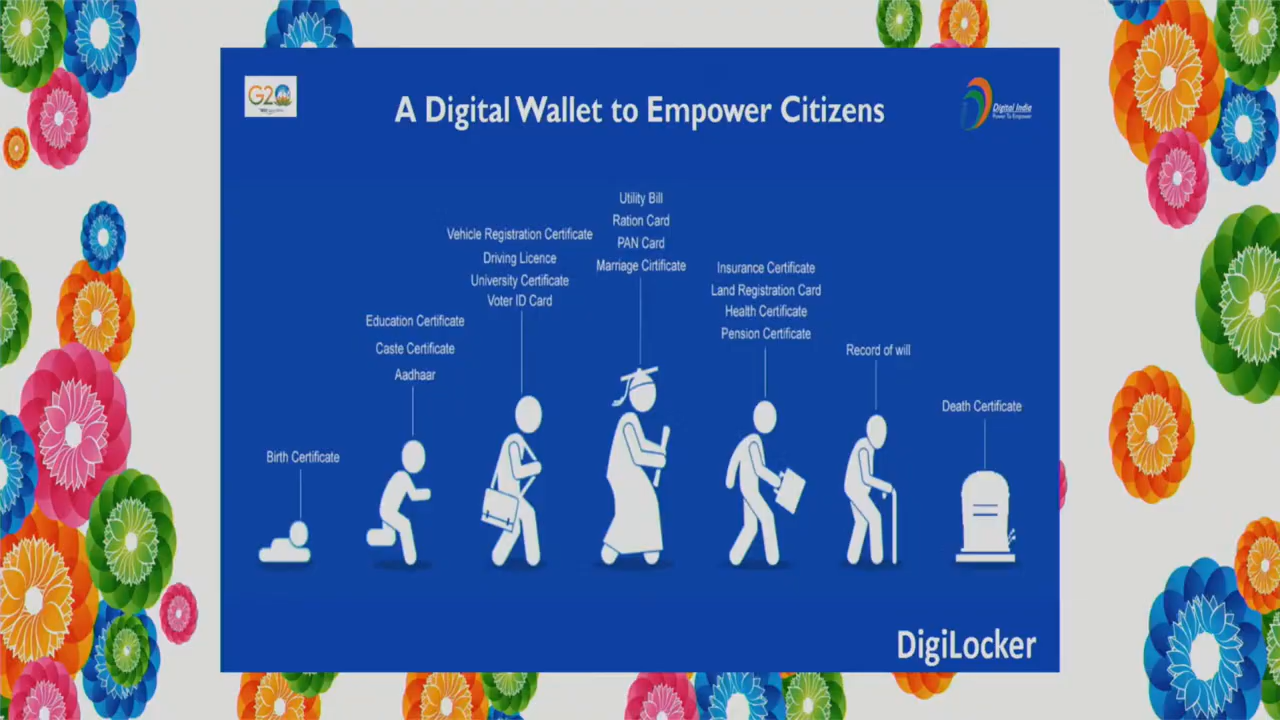 G20
A Digital Wallet to Empower Citizens
Digital India
Power To Empower
Birth Certificate
Education Certificate
Caste Certificate
Aadhaar
Vehicle Registration Certificate
Driving Licence
University Certificate
Voter ID Card
Utility Bill
Ration Card
PAN Card
Marriage Cirtificate
Insurance Certificate
Land Registration Card
Health Certificate
Pension Certificate
Record of will
Death Certificate
DigiLocker